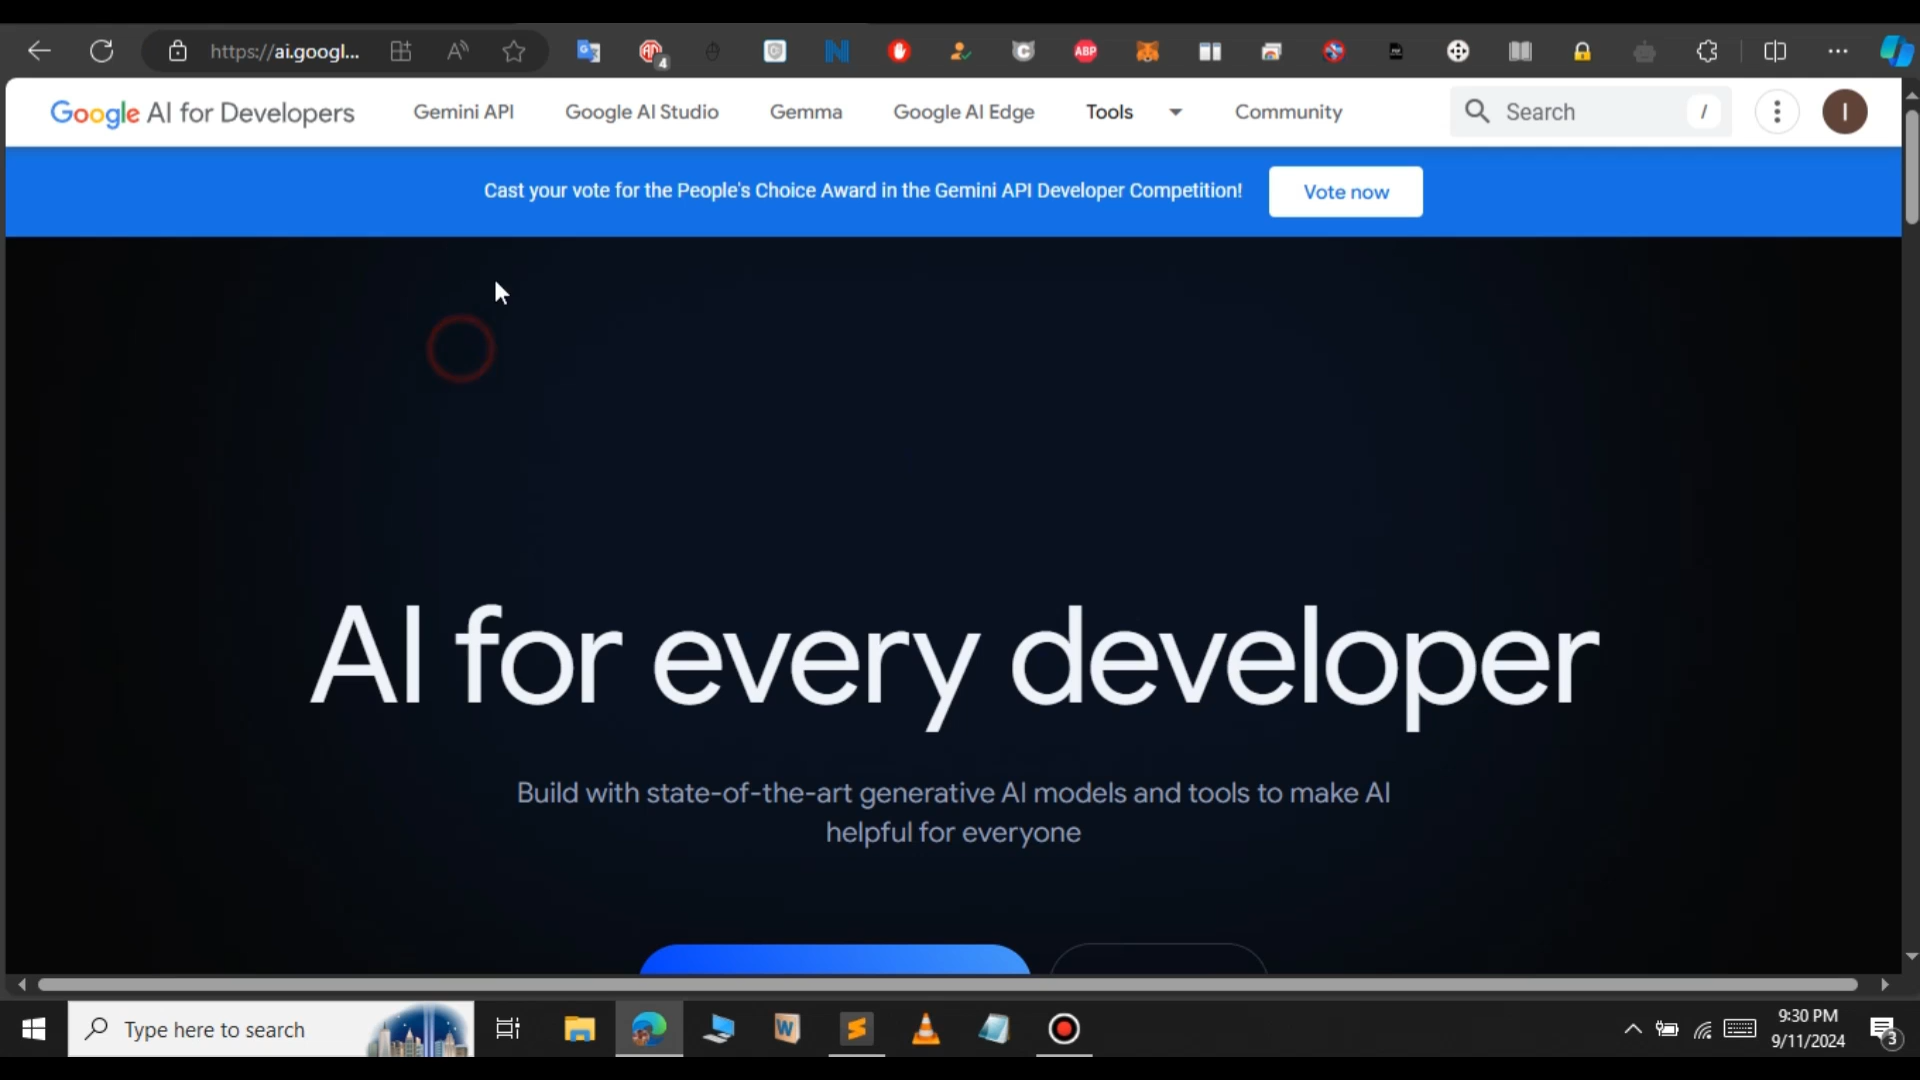 https://ai.googl...
4
ABP
Google AI for Developers Gemini API Google AI Studio Gemma Google AI Edge Tools Community Search / I
Cast your vote for the People's Choice Award in the Gemini API Developer Competition! Vote now
AI for every developer
Build with state-of-the-art generative AI models and tools to make AI
helpful for everyone
Type here to search
9:30 PM
9/11/2024
3